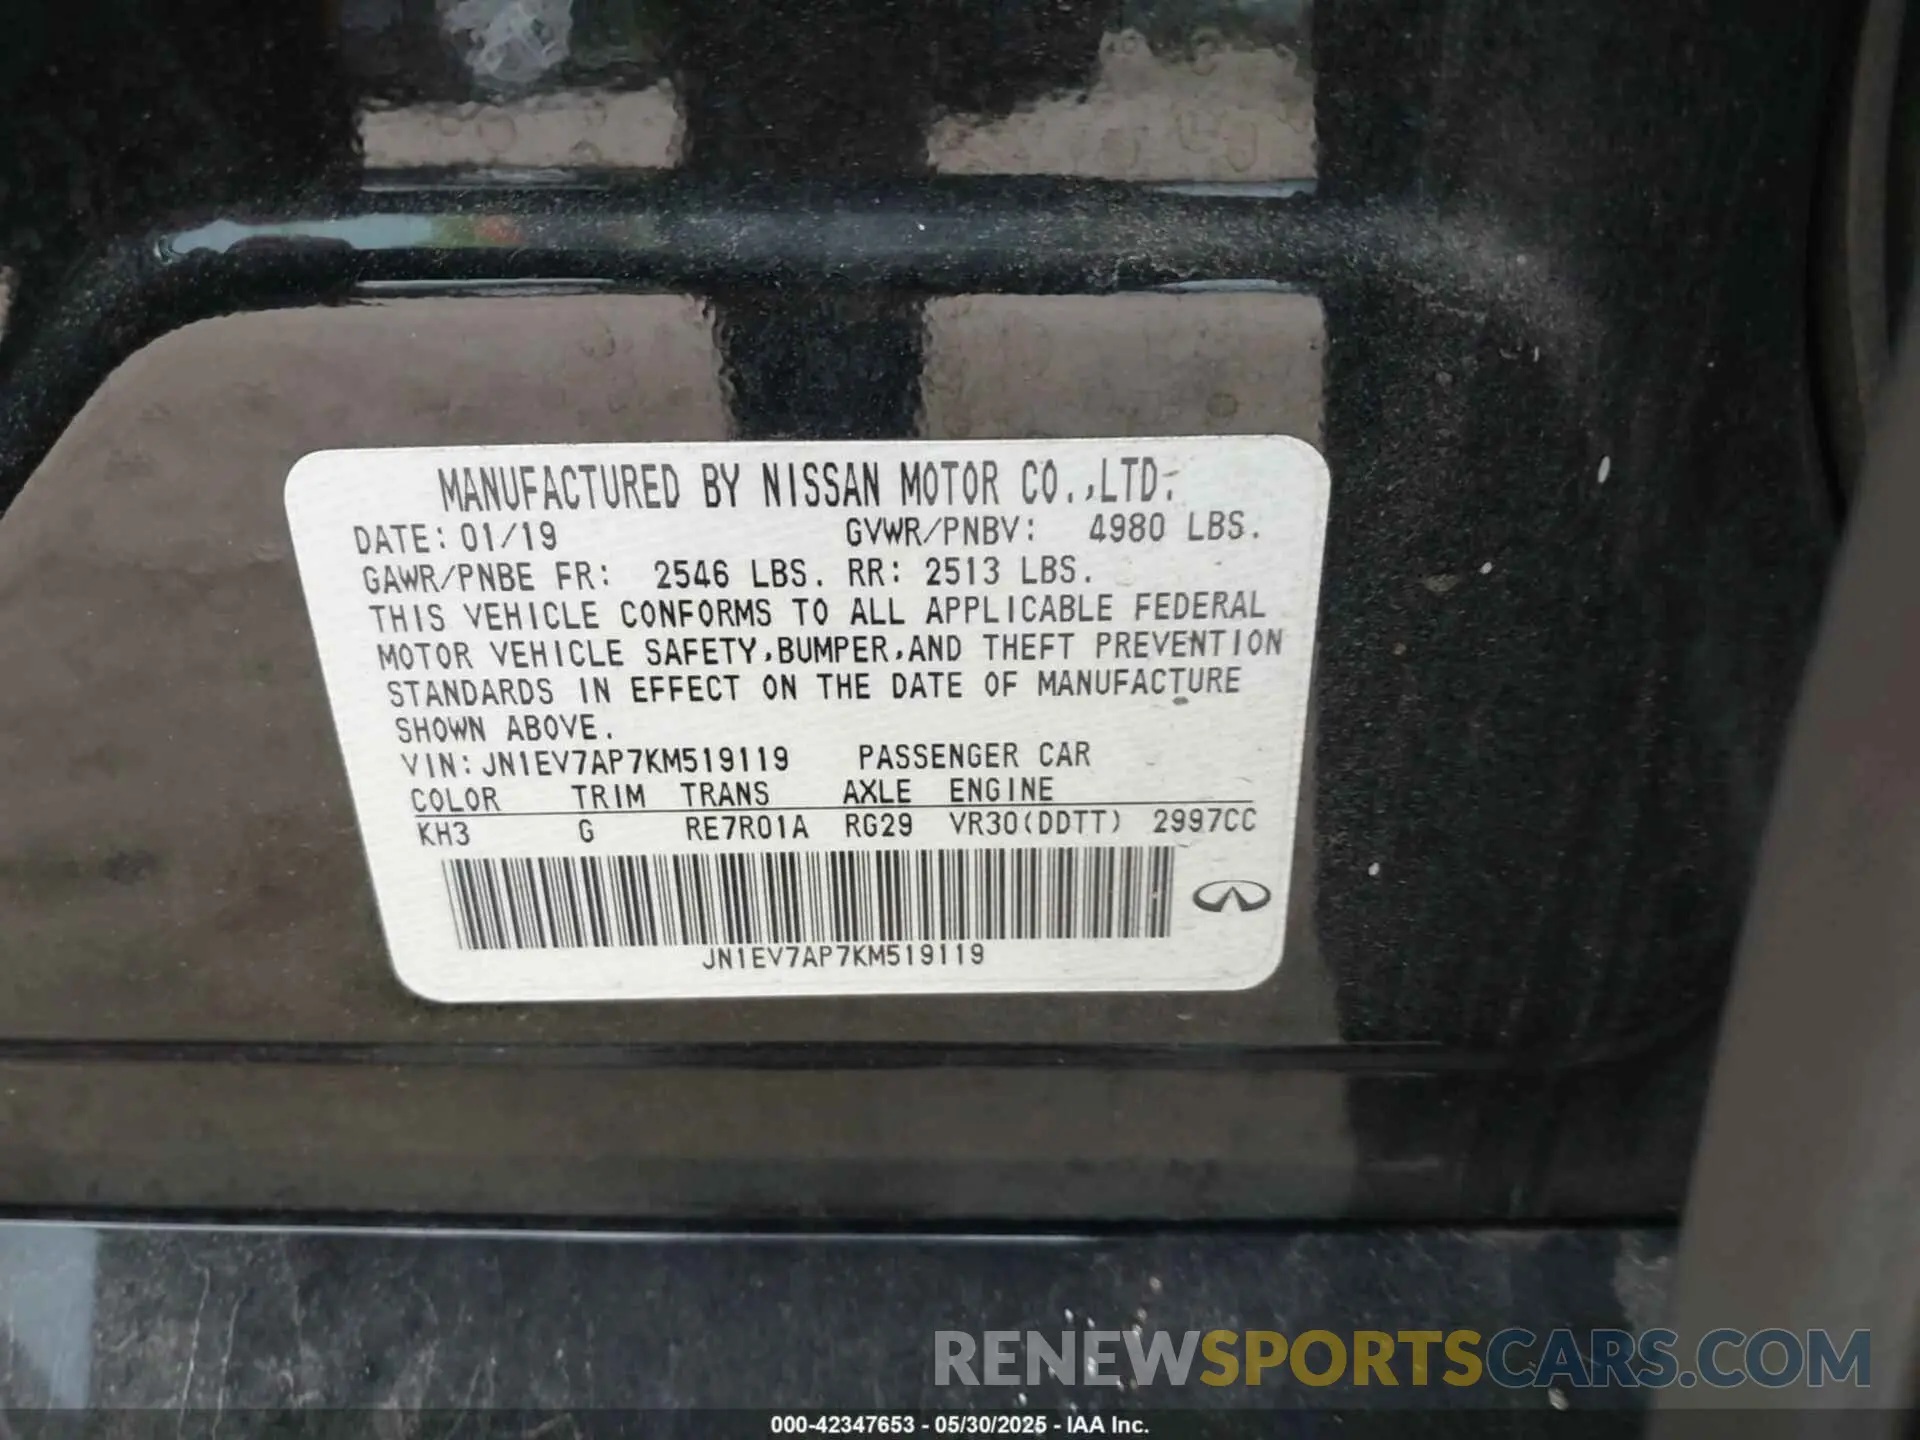 MANUFACTURED BY NISSAN MOTOR CO.,LTD.
DATE: 01/19 GVWR/PNBV: 4980 LBS.
GAWR/PNBE FR: 2546 LBS. RR: 2513 LBS.
THIS VEHICLE CONFORMS TO ALL APPLICABLE FEDERAL
MOTOR VEHICLE SAFETY,BUMPER,AND THEFT PREVENTION
STANDARDS IN EFFECT ON THE DATE OF MANUFACTURE
SHOWN ABOVE.
VIN: JN1EV7AP7KM519119 PASSENGER CAR
COLOR TRIM TRANS AXLE ENGINE
KH3 G RE7R01A RG29 VR30(DDTT) 2997CC
JN1EV7AP7KM519119
RENEWSPORTSCARS.COM
000-42347653 - 05/30/2025 - IAA Inc.